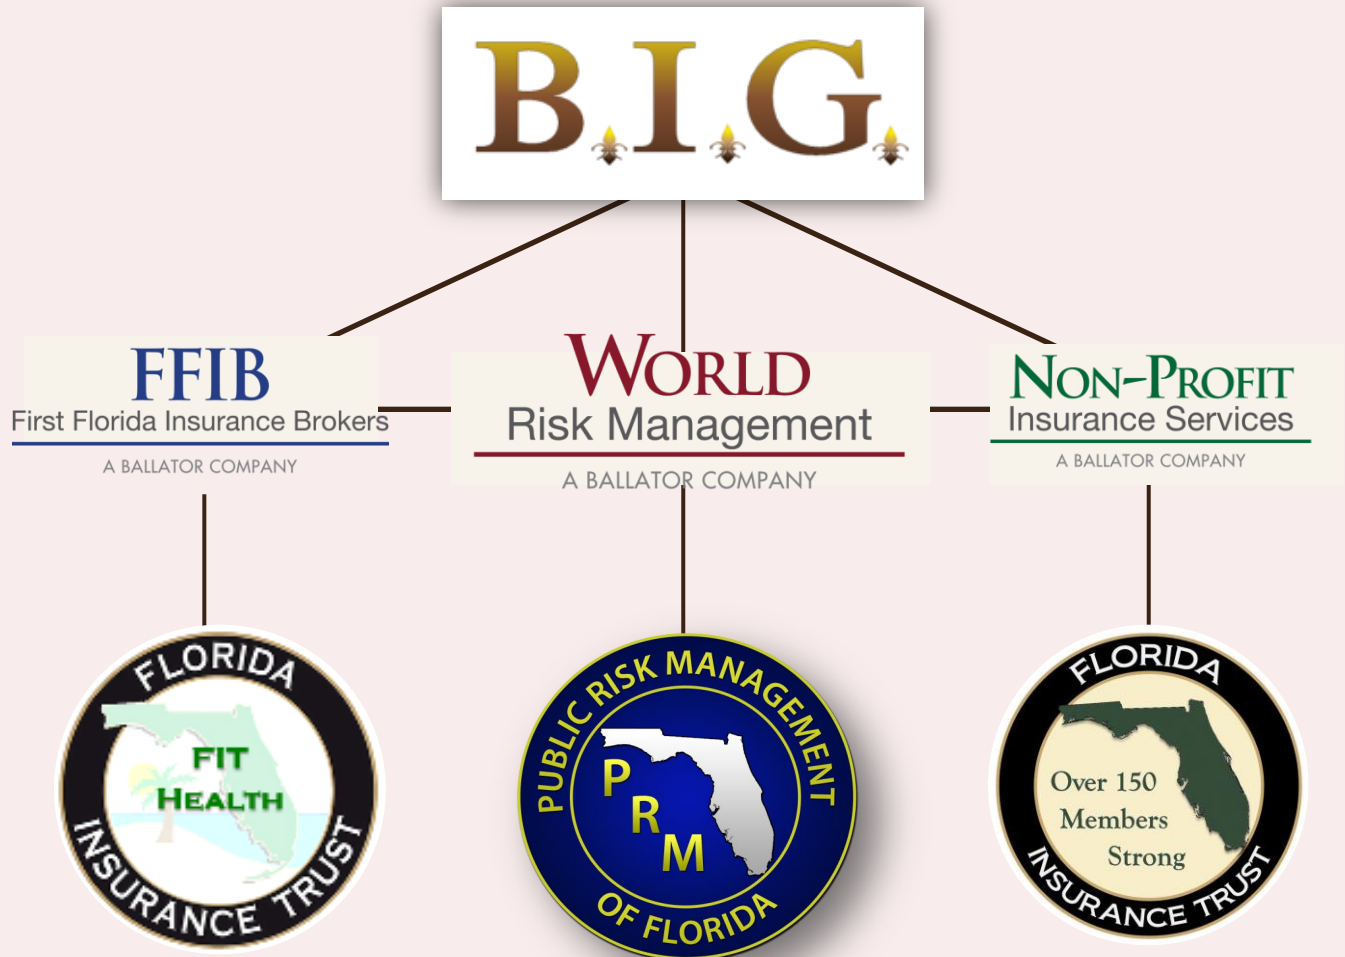 B.I.G.
FFIB
First Florida Insurance Brokers
A BALLATOR COMPANY
WORLD
Risk Management
A BALLATOR COMPANY
NON-PROFIT
Insurance Services
A BALLATOR COMPANY
FLORIDA
FIT
HEALTH
INSURANCE TRUST
PUBLIC RISK MANAGEMENT
P
R
M
OF FLORIDA
FLORIDA
Over 150
Members
Strong
INSURANCE TRUST